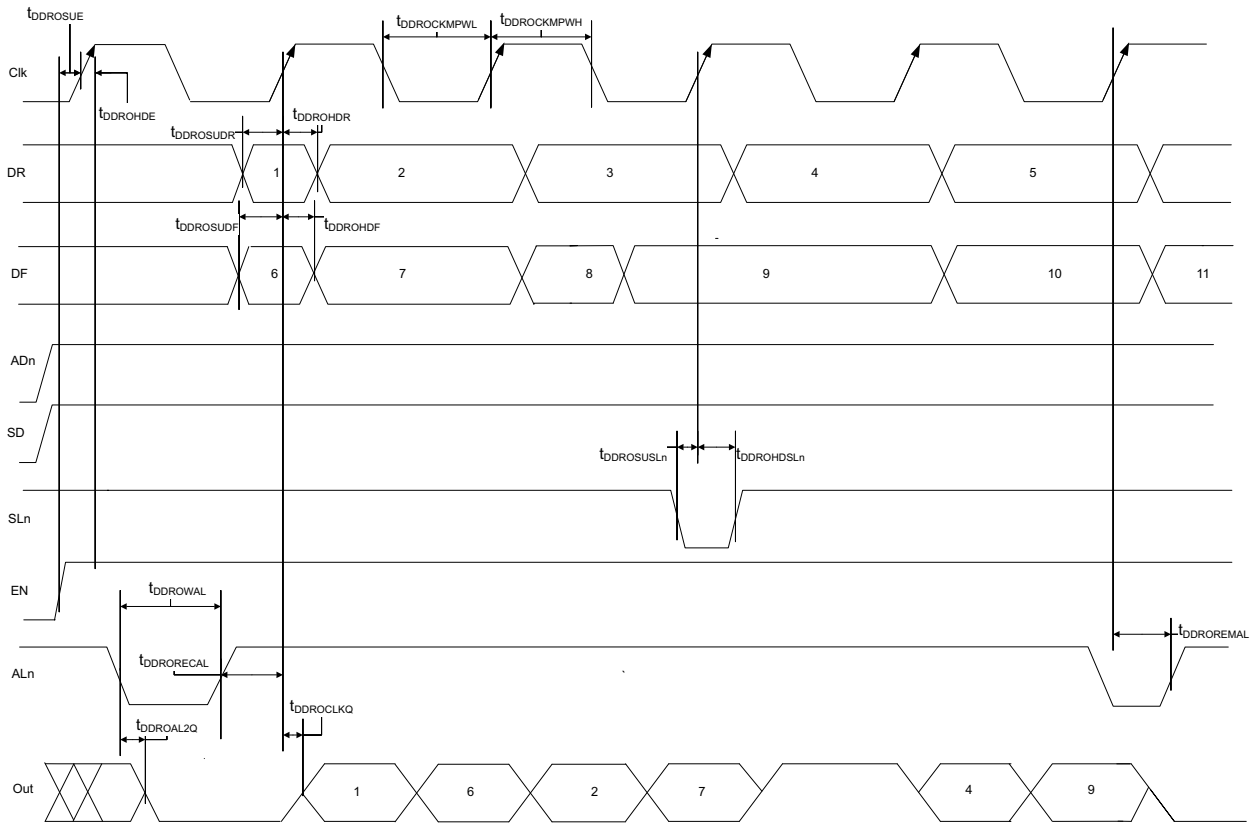 tDDROSUE
tDDROCKMPWL
tDDROCKMPWH
Clk
tDDROHDE
tDDROSUDR
tDDROHDR
DR
1
2
3
4
5
tDDROSUDF
tDDROHDF
DF
6
7
8
9
10
11
ADn
SD
tDDROSUSLn
tDDROHDSLn
SLn
EN
tDDROWAL
tDDROREMAL
tDDRORECAL
ALn
tDDROCLKQ
tDDROAL2Q
Out
1
6
2
7
4
9